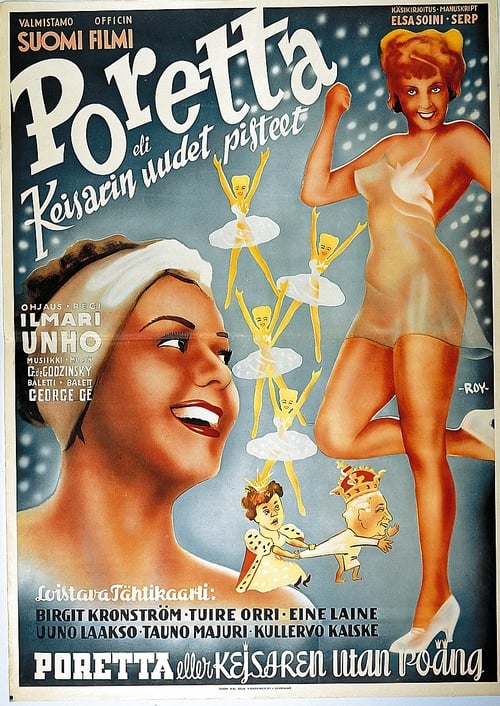 VALMISTAMO OFFICIN
SUOMI FILMI
KÄSIKIRJOITUS · MANUSKRIPT
ELSA SOINI · SERP
Poretta
eli
Keisarin uudet pisteet
OHJAUS · REGI
ILMARI
UNHO
MUSIIKKI · MUSIK
G. de GODZINSKY
BALETTI · BALETT
GEORGE GÉ
-ROY-
Loistava Tähtikaarti:
BIRGIT KRONSTRÖM · TUIRE ORRI · EINE LAINE
UUNO LAAKSO · TAUNO MAJURI · KULLERVO KALSKE
PORETTA eller KEJSAREN utan POÄNG